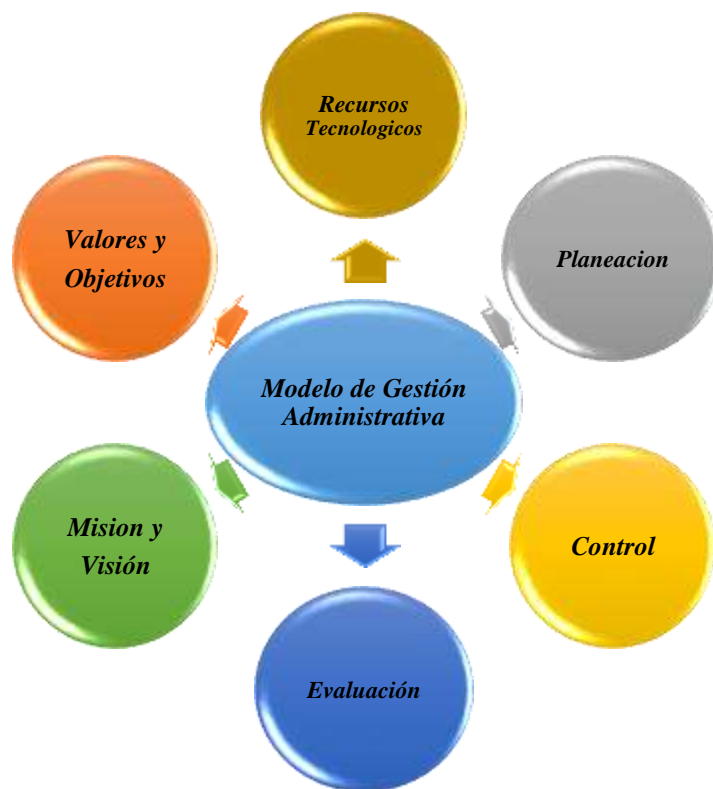 Recursos
Tecnologicos
Valores y
Objetivos
Planeacion
Modelo de Gestión
Administrativa
Mision y
Visión
Control
Evaluación